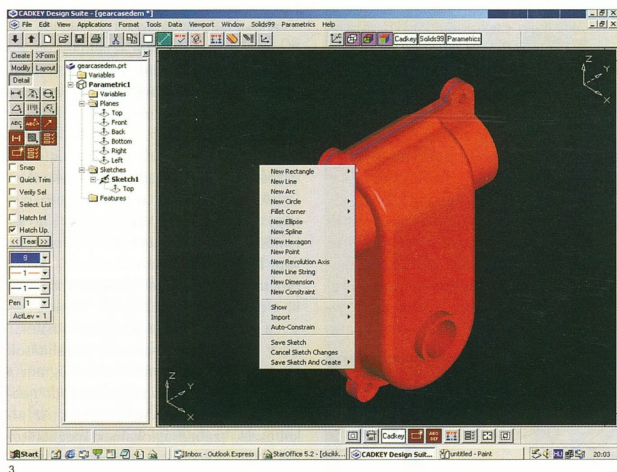 CADKEY Design Suite - [gearcasedem *]
File Edit View Applications Format Tools Data Viewport Window Solids99 Parametrics Help
Cadkey Solids99 Parametrics
Create XForm
Modify Layout
Detail
ABC
Snap
Quick Trim
Verify Sel
Select. List
Hatch Int
Hatch Up.
<< Tear >>
1
1
Pen 1
ActLev = 1
gearcasedem.prt
Variables
Parametric1
Variables
Planes
Top
Front
Back
Bottom
Right
Left
Sketches
Sketch1
Top
Features
New Rectangle
New Line
New Arc
New Circle
Fillet Corner
New Ellipse
New Spline
New Hexagon
New Point
New Revolution Axis
New Line String
New Dimension
New Constraint
Show
Import
Auto-Constrain
Save Sketch
Cancel Sketch Changes
Save Sketch And Create
Z
Y
X
Z
Y
X
Z
Y
X
Cadkey
Start
Inbox - Outlook Express
CADKEY Design Suit...
untitled - Paint
20:03
3